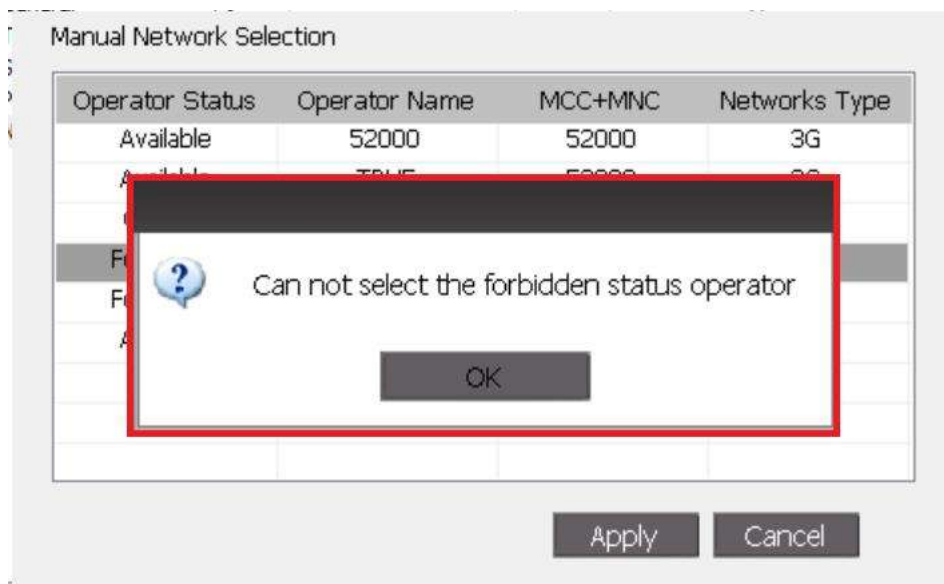 Manual Network Selection
Operator Status Operator Name MCC+MNC Networks Type
Available 52000 52000 3G
Can not select the forbidden status operator
OK
Apply Cancel